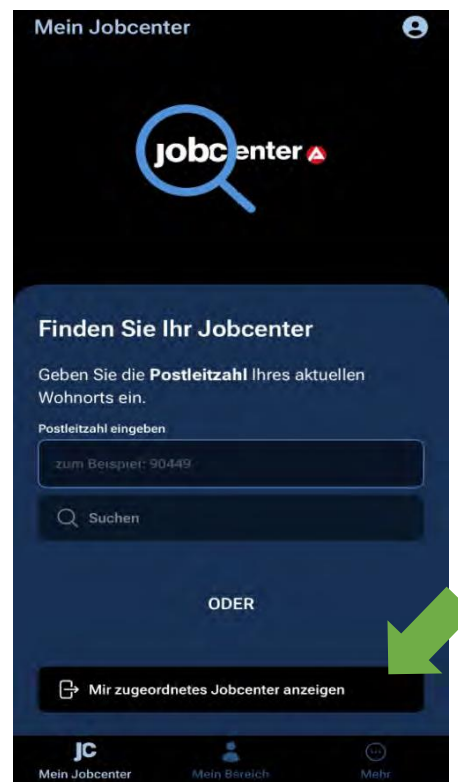 Mein Jobcenter
jobcenter
Finden Sie Ihr Jobcenter
Geben Sie die Postleitzahl Ihres aktuellen
Wohnorts ein.
Postleitzahl eingeben
zum Beispiel: 90449
Suchen
ODER
Mir zugeordnetes Jobcenter anzeigen
JC
Mein Jobcenter Mein Bereich Mehr